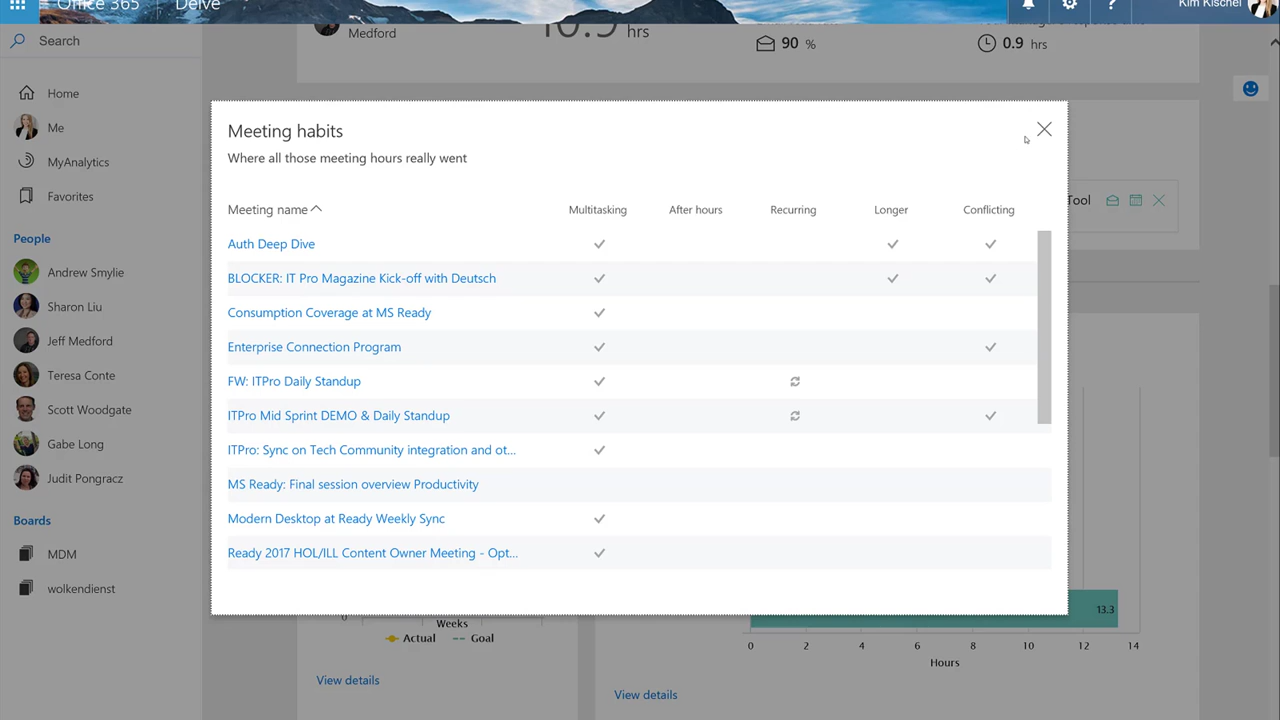 Office 365 Delve Kim Kischel
Search
Home
Me
MyAnalytics
Favorites
People
Andrew Smylie
Sharon Liu
Jeff Medford
Teresa Conte
Scott Woodgate
Gabe Long
Judit Pongracz
Boards
MDM
wolkendienst
Medford
hrs
90 %
0.9 hrs
Meeting habits
Where all those meeting hours really went
Meeting name Multitasking After hours Recurring Longer Conflicting
Auth Deep Dive
BLOCKER: IT Pro Magazine Kick-off with Deutsch
Consumption Coverage at MS Ready
Enterprise Connection Program
FW: ITPro Daily Standup
ITPro Mid Sprint DEMO & Daily Standup
ITPro: Sync on Tech Community integration and ot...
MS Ready: Final session overview Productivity
Modern Desktop at Ready Weekly Sync
Ready 2017 HOL/ILL Content Owner Meeting - Opt...
Tool
0
Weeks
Actual Goal
View details
13.3
0 2 4 6 8 10 12 14
Hours
View details